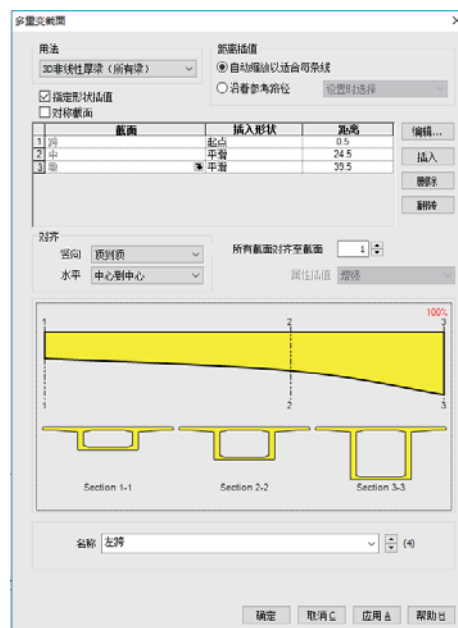 多重变截面
用法
3D非线性厚梁（所有梁）
距离插值
自动缩放以适合每条线
沿着参考路径
设置时选择
指定形状插值
对称截面
截面 插入形状 距离
1 跨 起点 0.5
2 中 平滑 24.5
3 墩 平滑 39.5
编辑...
插入
删除
翻转
对齐
竖向 顶到顶
水平 中心到中心
所有截面对齐至截面 1
属性插值 增强
100%
1 2 3
1 2 3
Section 1-1 Section 2-2 Section 3-3
名称 左跨 (4)
确定 取消 C 应用 A 帮助 H